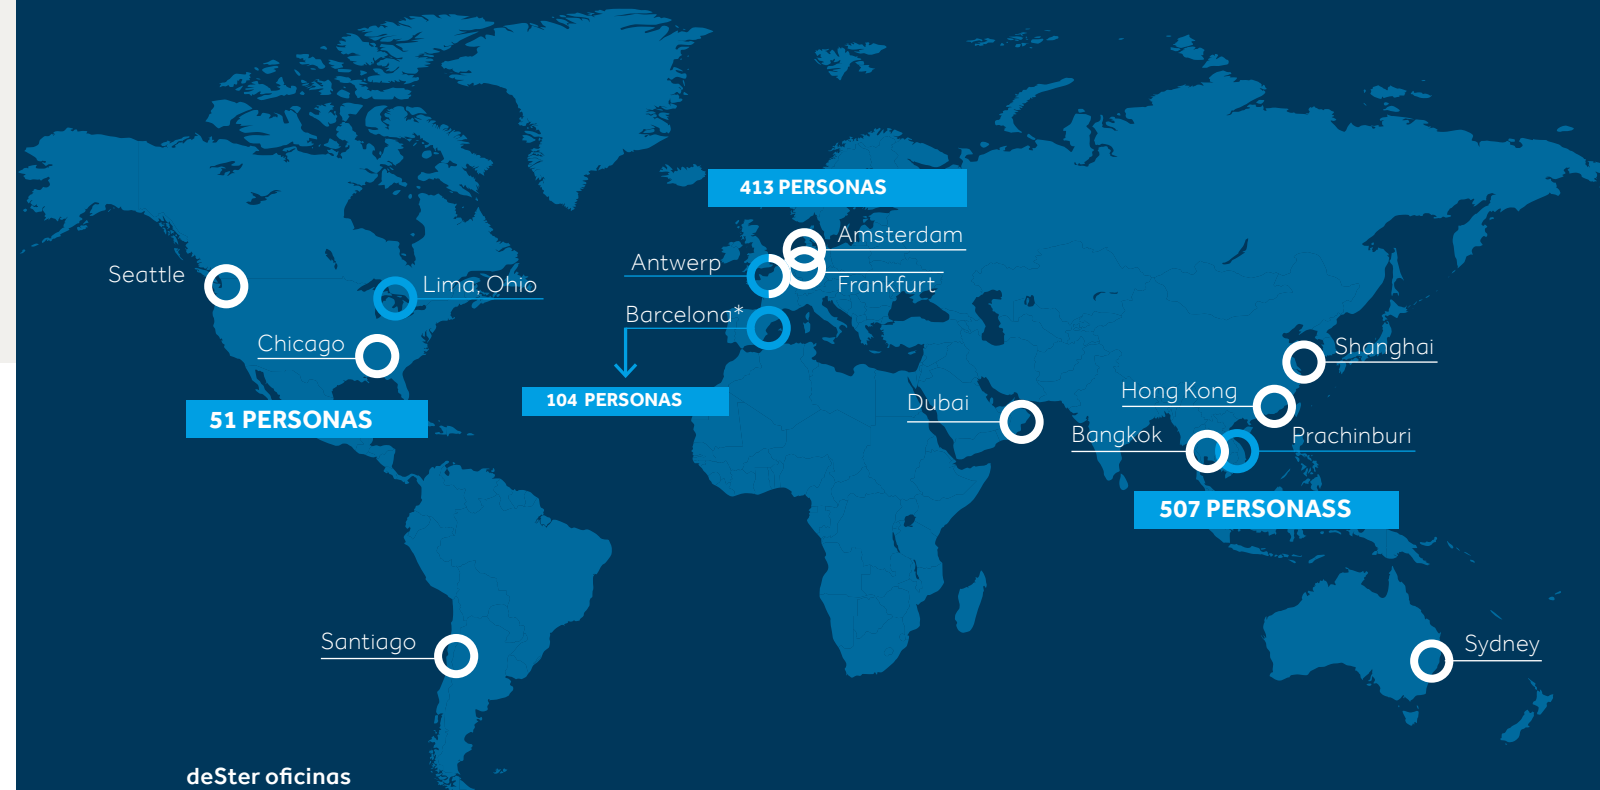 413 PERSONAS
Amsterdam
Antwerp
Seattle
Lima, Ohio
Frankfurt
Barcelona*
Chicago
Shanghai
Hong Kong
104 PERSONAS
Dubai
51 PERSONAS
Bangkok
Prachinburi
507 PERSONASS
Santiago
Sydney
deSter oficinas